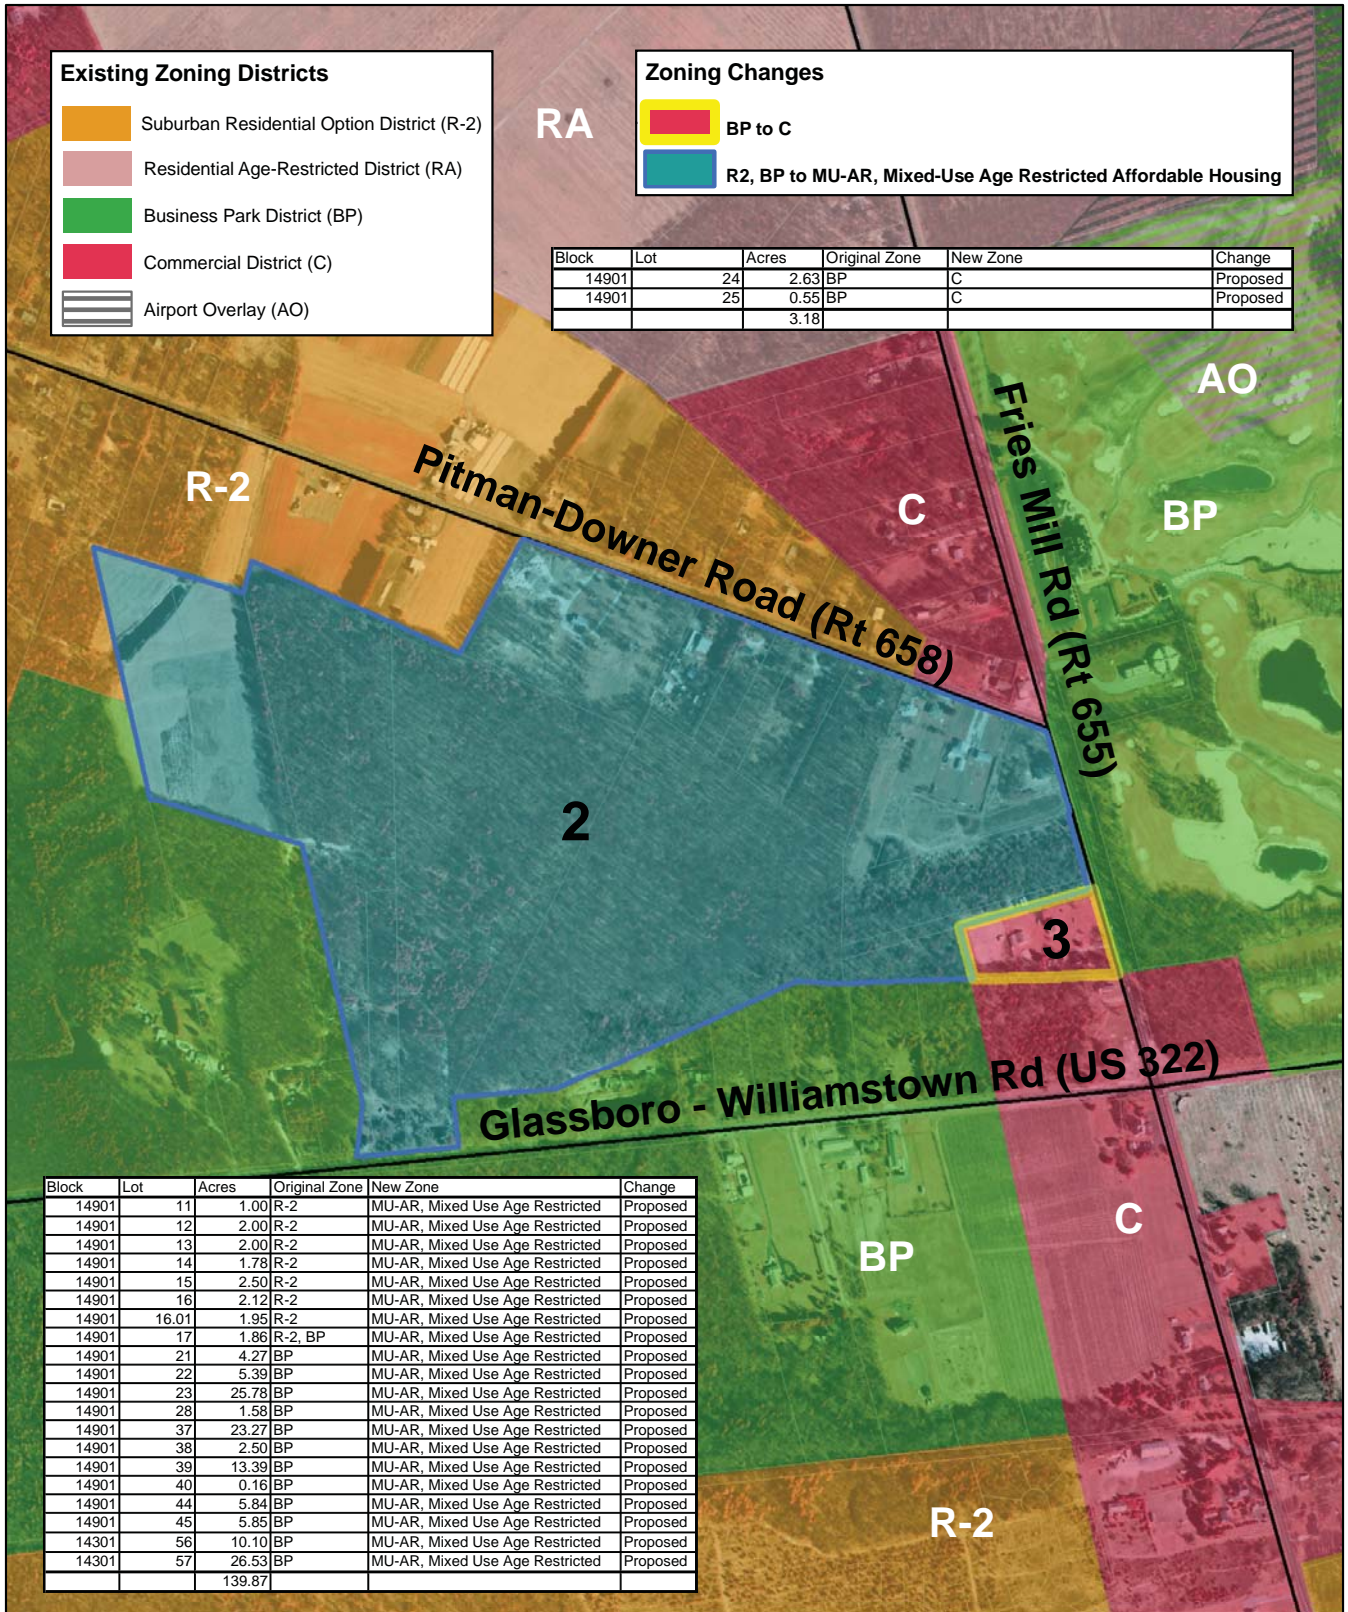 Existing Zoning Districts
Suburban Residential Option District (R-2)
Residential Age-Restricted District (RA)
Business Park District (BP)
Commercial District (C)
Airport Overlay (AO)
RA
Zoning Changes
BP to C
R2, BP to MU-AR, Mixed-Use Age Restricted Affordable Housing
Block Lot Acres Original Zone New Zone Change
14901 24 2.63 BP C Proposed
14901 25 0.55 BP C Proposed
3.18
AO
R-2
Pitman-Downer Road (Rt 658)
C
Fries Mill Rd (Rt 655)
BP
2
3
Glassboro - Williamstown Rd (US 322)
Block Lot Acres Original Zone New Zone Change
14901 11 1.00 R-2 MU-AR, Mixed Use Age Restricted Proposed
14901 12 2.00 R-2 MU-AR, Mixed Use Age Restricted Proposed
14901 13 2.00 R-2 MU-AR, Mixed Use Age Restricted Proposed
14901 14 1.78 R-2 MU-AR, Mixed Use Age Restricted Proposed
14901 15 2.50 R-2 MU-AR, Mixed Use Age Restricted Proposed
14901 16 2.12 R-2 MU-AR, Mixed Use Age Restricted Proposed
14901 16.01 1.95 R-2 MU-AR, Mixed Use Age Restricted Proposed
14901 17 1.86 R-2, BP MU-AR, Mixed Use Age Restricted Proposed
14901 21 4.27 BP MU-AR, Mixed Use Age Restricted Proposed
14901 22 5.39 BP MU-AR, Mixed Use Age Restricted Proposed
14901 23 25.78 BP MU-AR, Mixed Use Age Restricted Proposed
14901 28 1.58 BP MU-AR, Mixed Use Age Restricted Proposed
14901 37 23.27 BP MU-AR, Mixed Use Age Restricted Proposed
14901 38 2.50 BP MU-AR, Mixed Use Age Restricted Proposed
14901 39 13.39 BP MU-AR, Mixed Use Age Restricted Proposed
14901 40 0.16 BP MU-AR, Mixed Use Age Restricted Proposed
14901 44 5.84 BP MU-AR, Mixed Use Age Restricted Proposed
14901 45 5.85 BP MU-AR, Mixed Use Age Restricted Proposed
14301 56 10.10 BP MU-AR, Mixed Use Age Restricted Proposed
14301 57 26.53 BP MU-AR, Mixed Use Age Restricted Proposed
139.87
BP
C
R-2